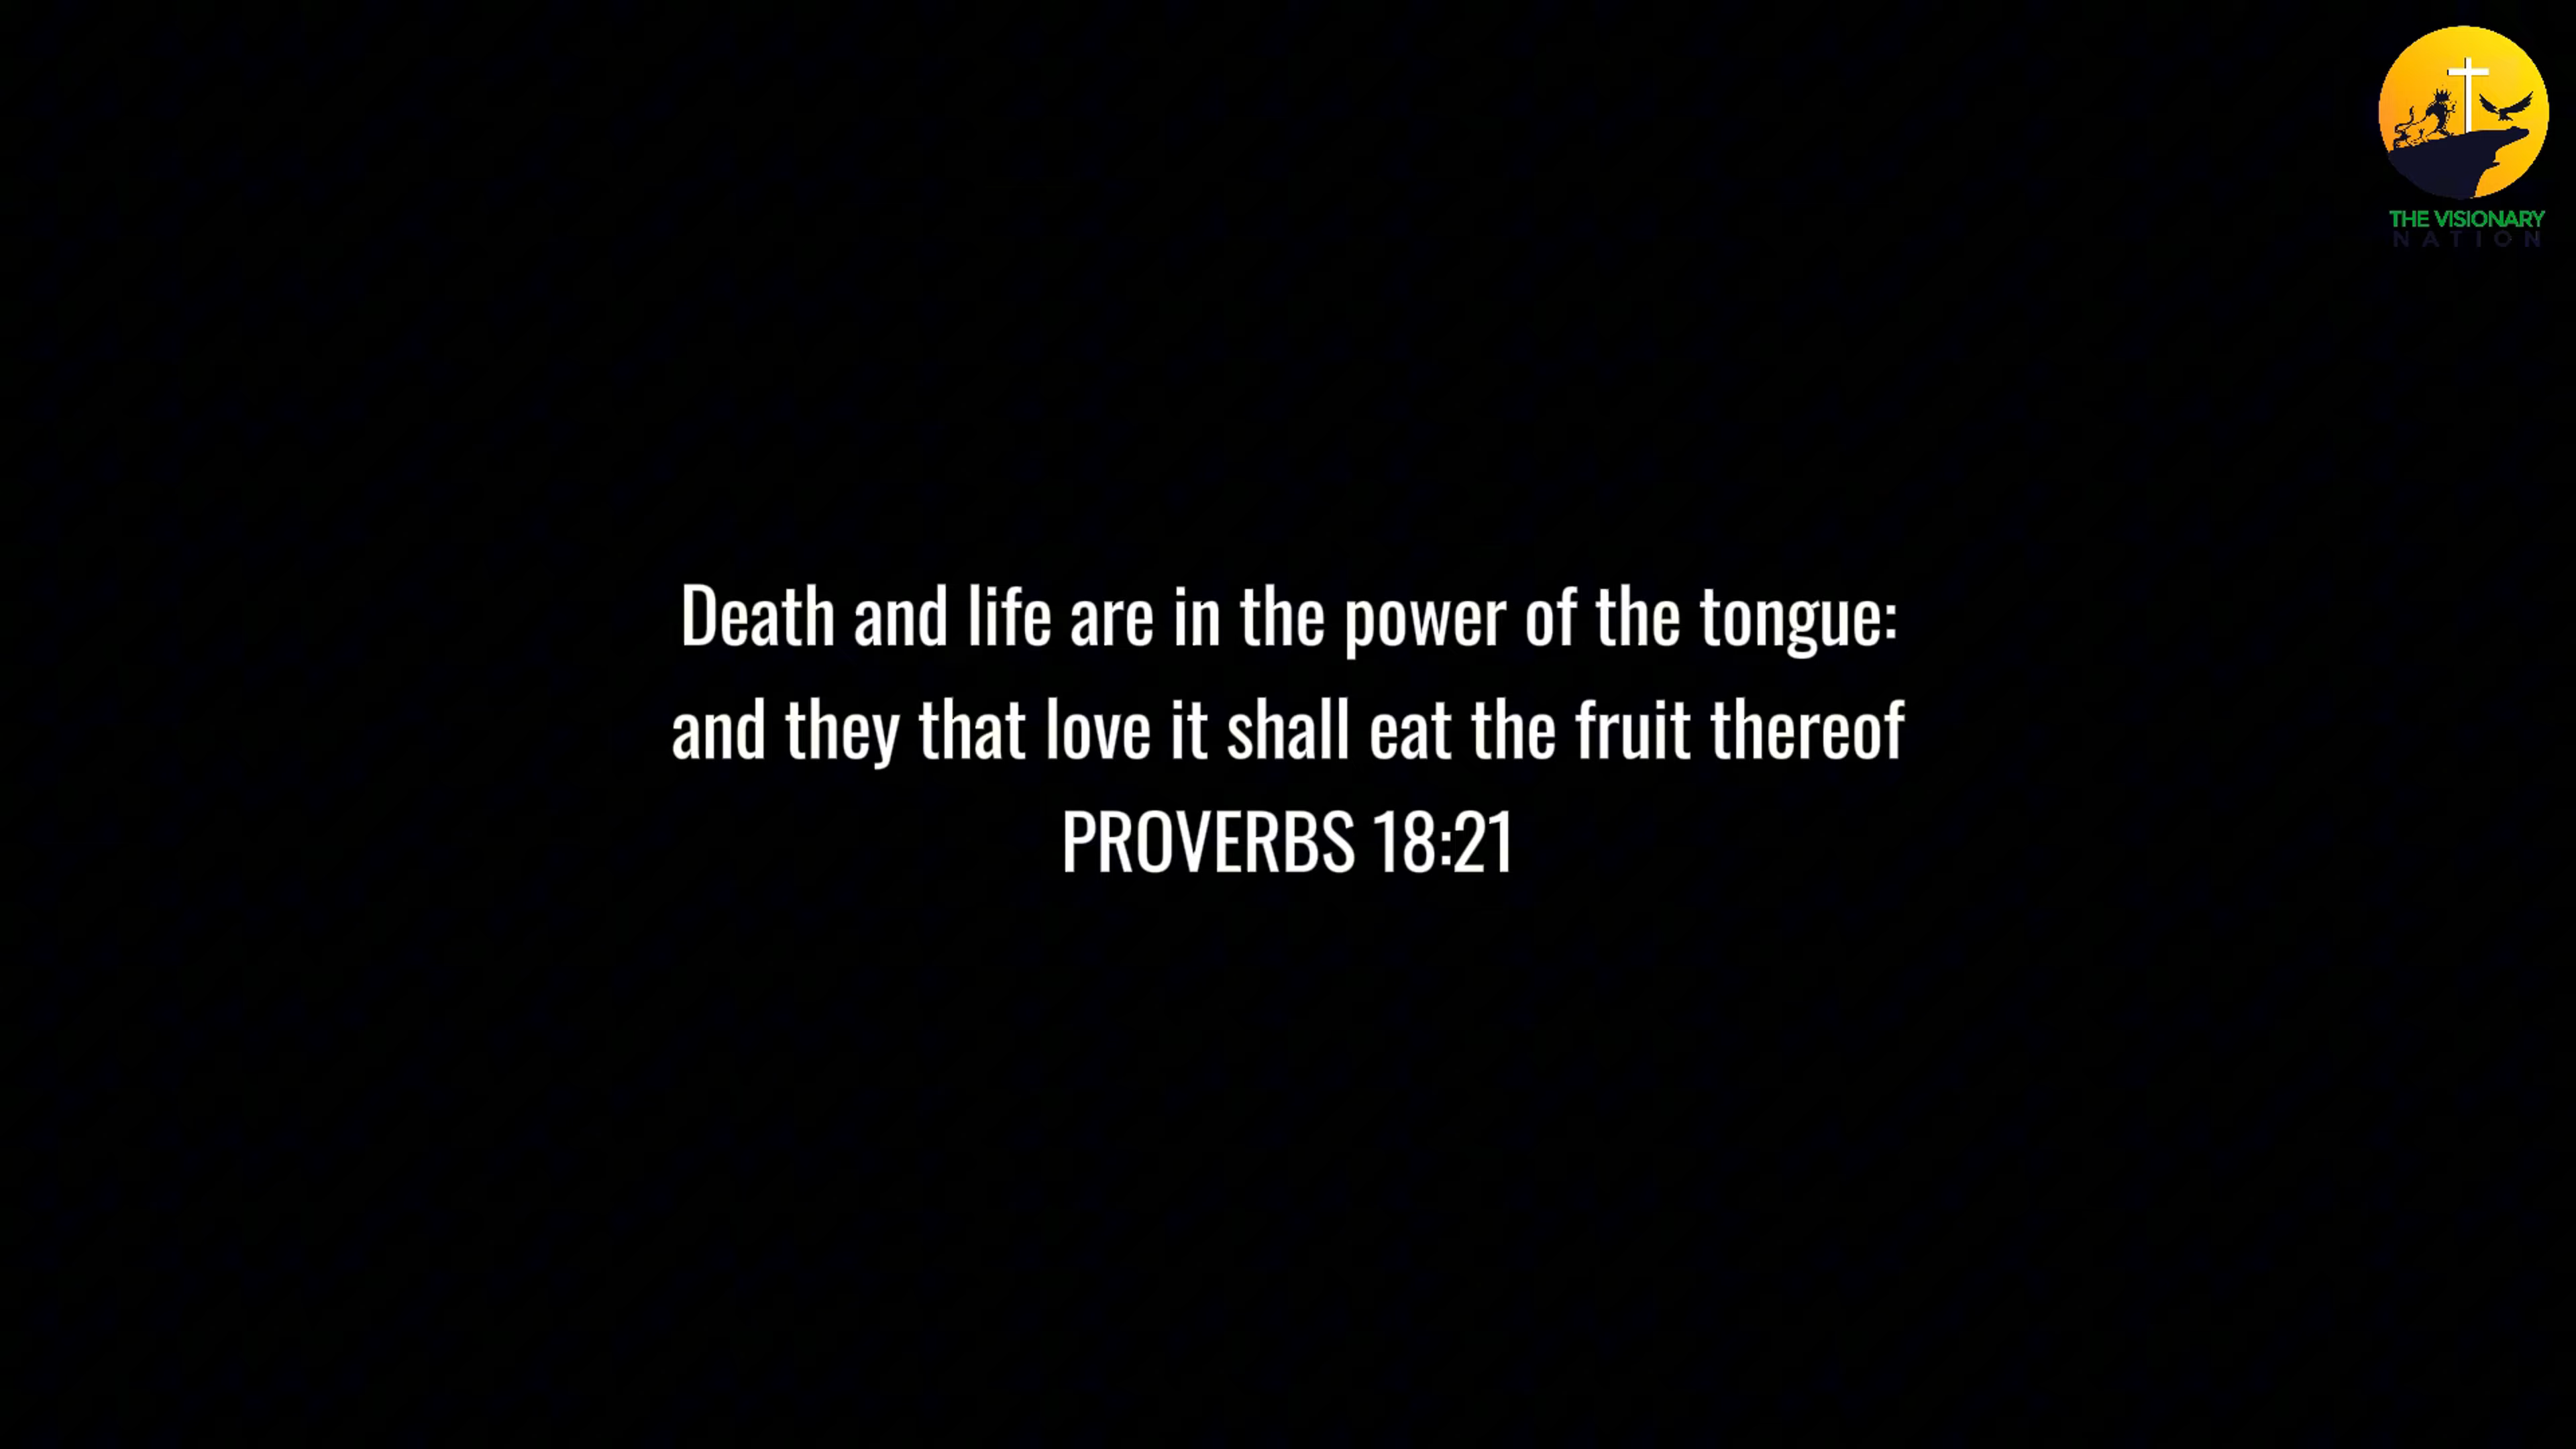 THE VISIONARY
NATION
Death and life are in the power of the tongue:
and they that love it shall eat the fruit thereof
PROVERBS 18:21